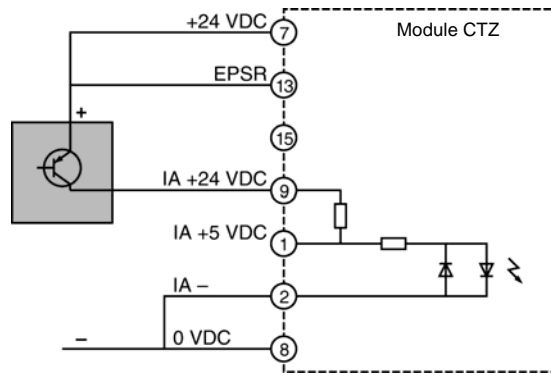 +24 VDC
7
Module CTZ
EPSR
13
+
15
IA +24 VDC
9
IA +5 VDC
1
IA –
2
–
0 VDC
8